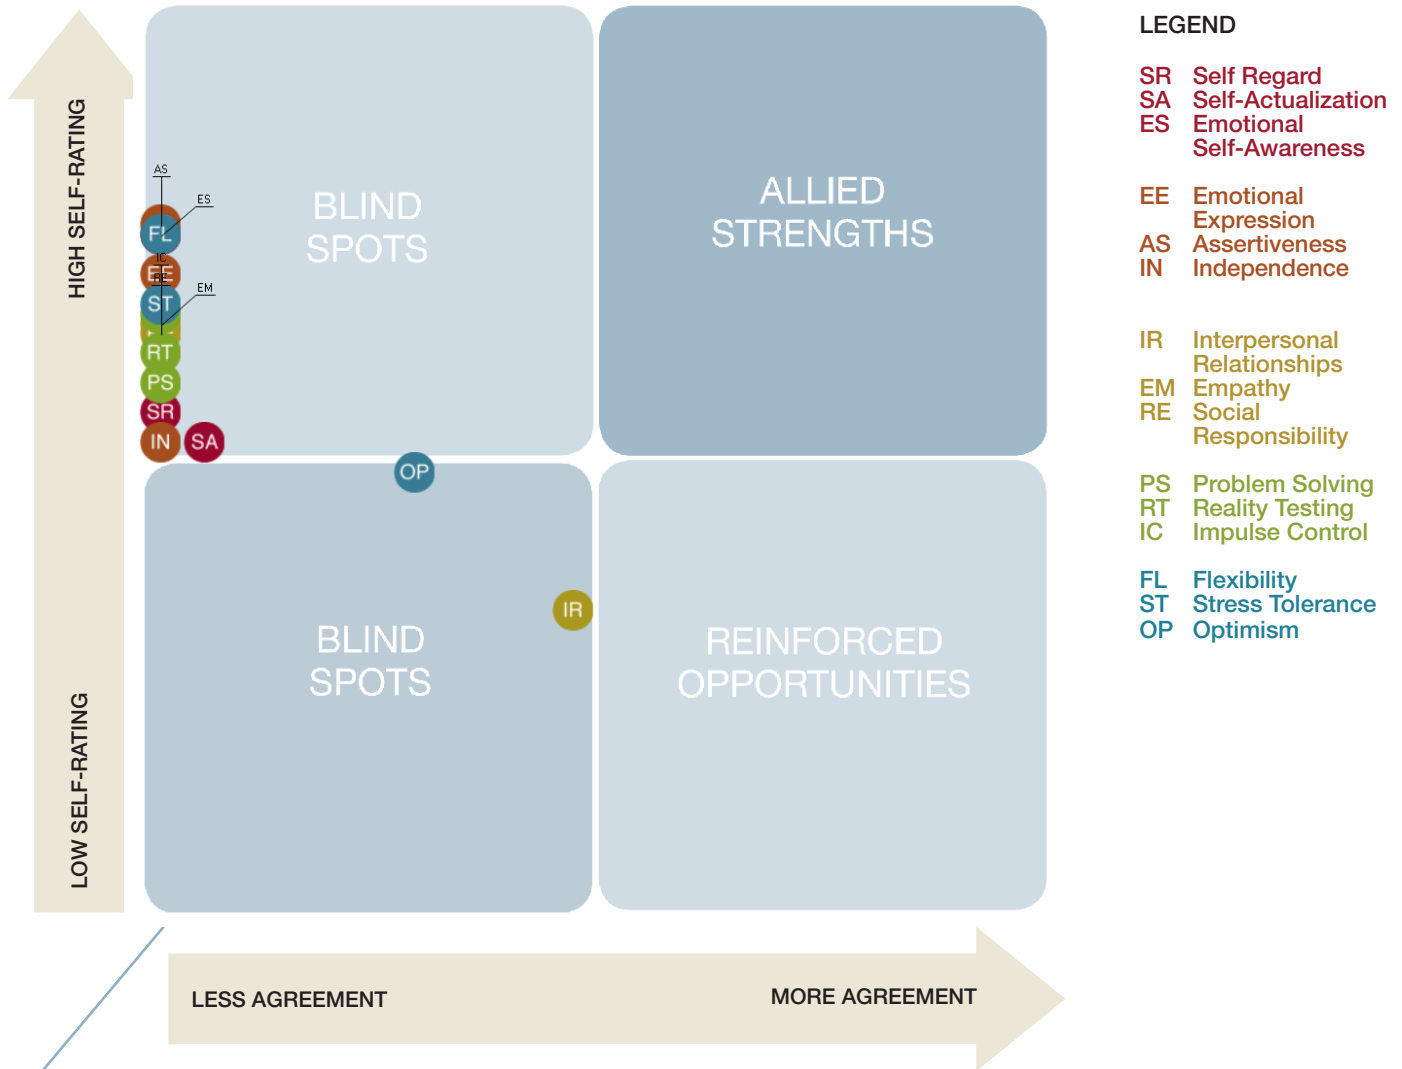 LEGEND
SR Self Regard
SA Self-Actualization
ES Emotional
Self-Awareness
EE Emotional
Expression
AS Assertiveness
IN Independence
IR Interpersonal
Relationships
EM Empathy
RE Social
Responsibility
PS Problem Solving
RT Reality Testing
IC Impulse Control
FL Flexibility
ST Stress Tolerance
OP Optimism
HIGH SELF-RATING
LOW SELF-RATING
BLIND
SPOTS
ALLIED
STRENGTHS
AS
ES
FL
IC
EE
RE
EM
ST
RT
PS
SR
IN
SA
OP
IR
BLIND
SPOTS
REINFORCED
OPPORTUNITIES
LESS AGREEMENT
MORE AGREEMENT